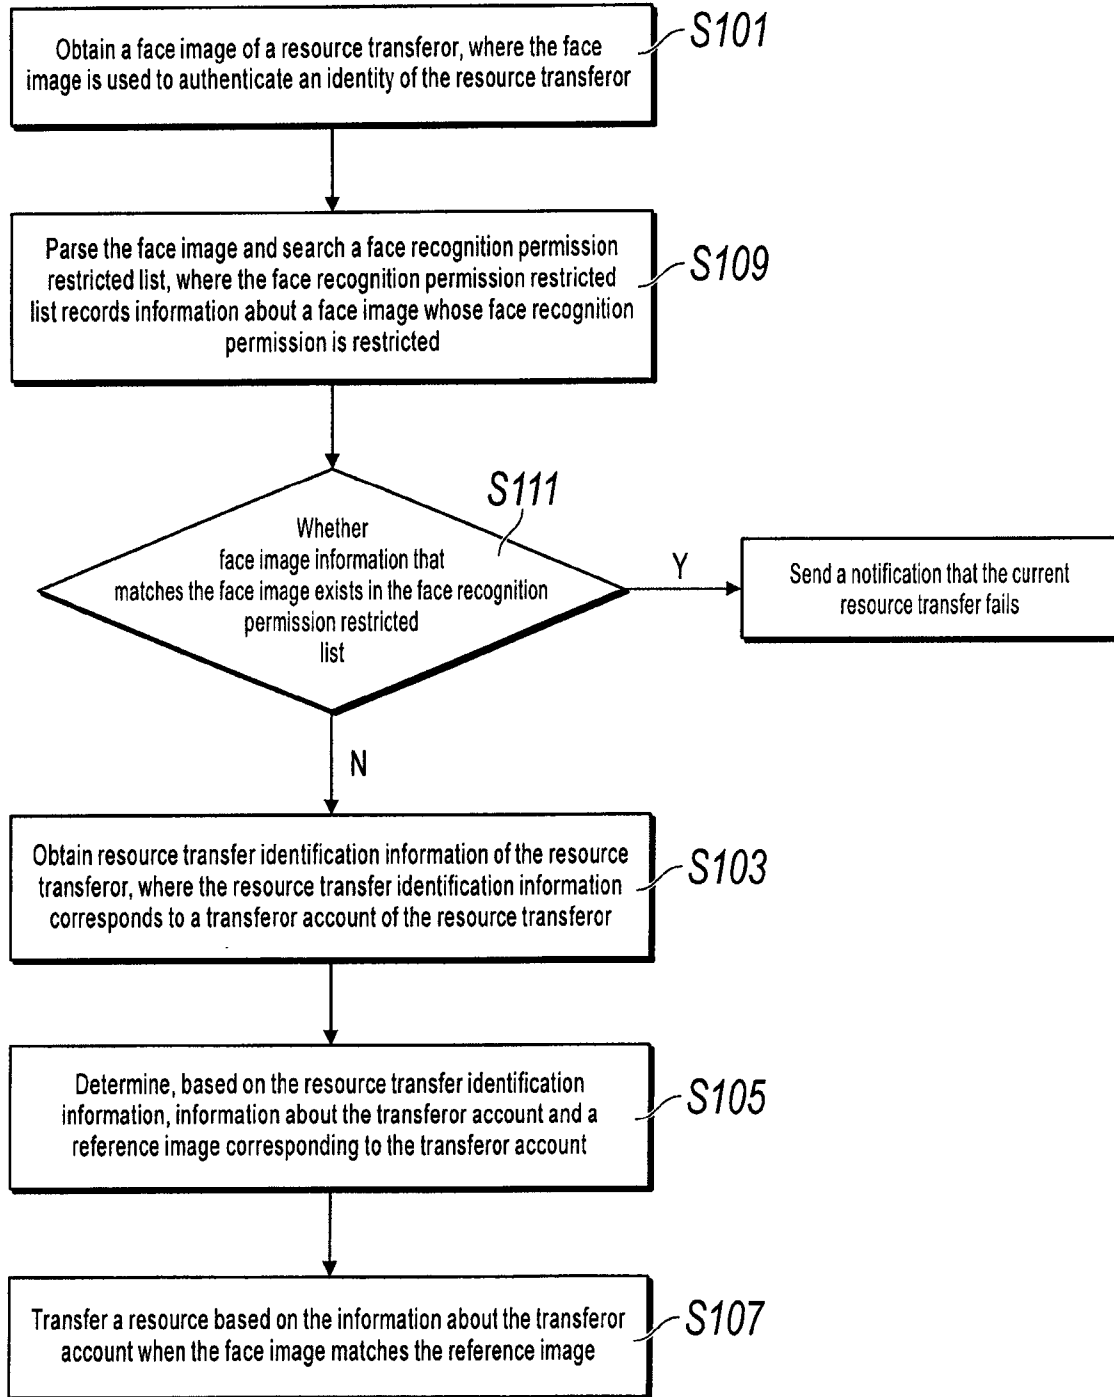 Obtain a face image of a resource transferor, where the face
image is used to authenticate an identity of the resource transferor
S101
Parse the face image and search a face recognition permission
restricted list, where the face recognition permission restricted
list records information about a face image whose face recognition
permission is restricted
S109
S111
Whether
face image information that
matches the face image exists in the face recognition
permission restricted
list
Y
Send a notification that the current
resource transfer fails
N
Obtain resource transfer identification information of the resource
transferor, where the resource transfer identification information
corresponds to a transferor account of the resource transferor
S103
Determine, based on the resource transfer identification
information, information about the transferor account and a
reference image corresponding to the transferor account
S105
Transfer a resource based on the information about the transferor
account when the face image matches the reference image
S107